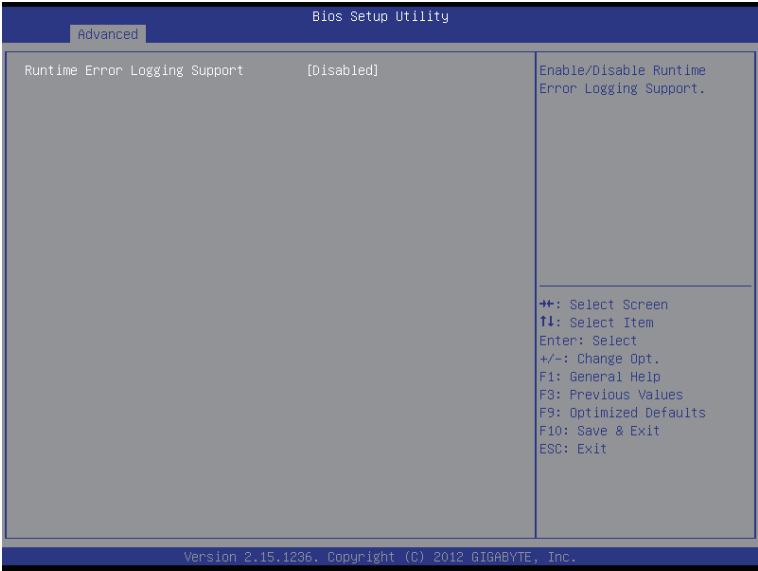 Bios Setup Utility
Advanced
Runtime Error Logging Support [Disabled]
Enable/Disable Runtime
Error Logging Support.
→←: Select Screen
↑↓: Select Item
Enter: Select
+/-: Change Opt.
F1: General Help
F3: Previous Values
F9: Optimized Defaults
F10: Save & Exit
ESC: Exit
Version 2.15.1236. Copyright (C) 2012 GIGABYTE, Inc.